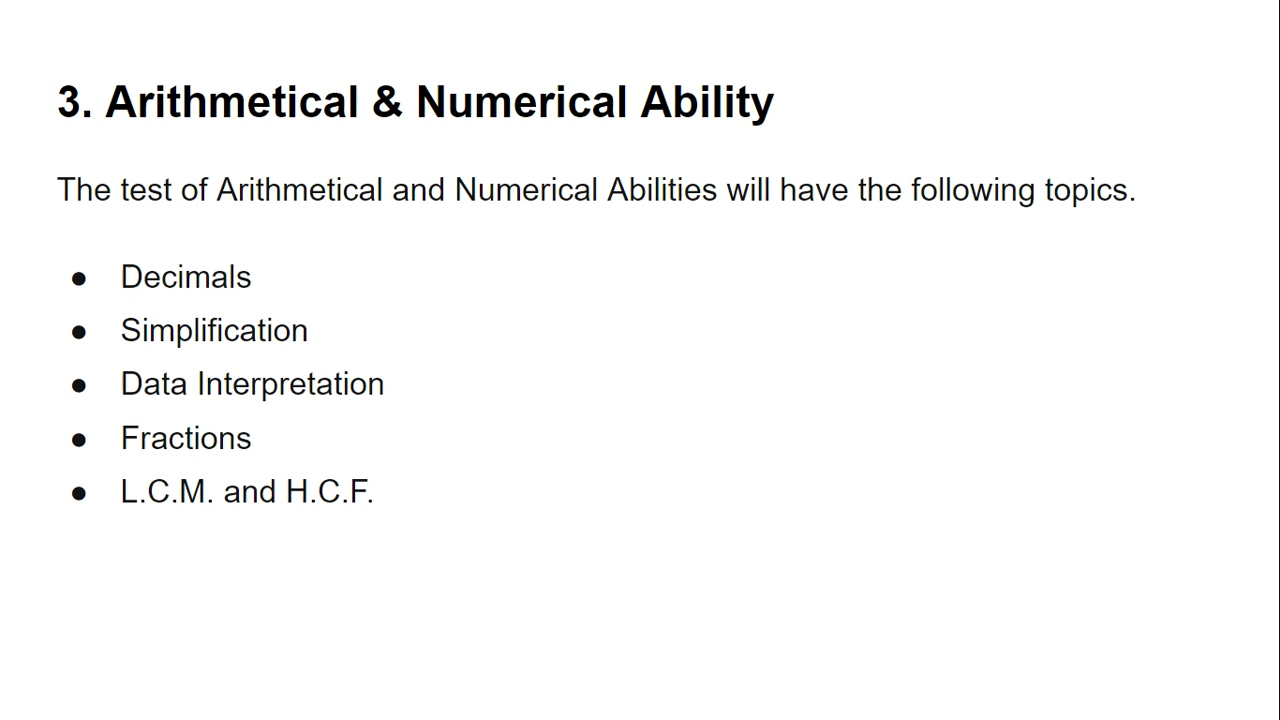 3. Arithmetical & Numerical Ability
The test of Arithmetical and Numerical Abilities will have the following topics.
● Decimals
● Simplification
● Data Interpretation
● Fractions
● L.C.M. and H.C.F.